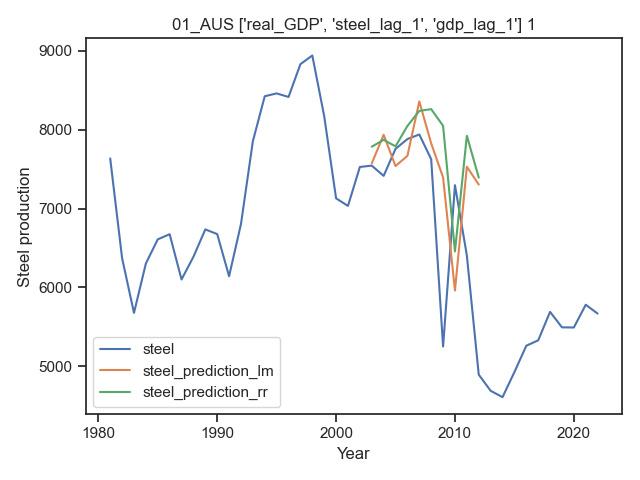 01_AUS ['real_GDP', 'steel_lag_1', 'gdp_lag_1'] 1
9000
8000
7000
6000
5000
Steel production
steel
steel_prediction_lm
steel_prediction_rr
1980
1990
2000
2010
2020
Year